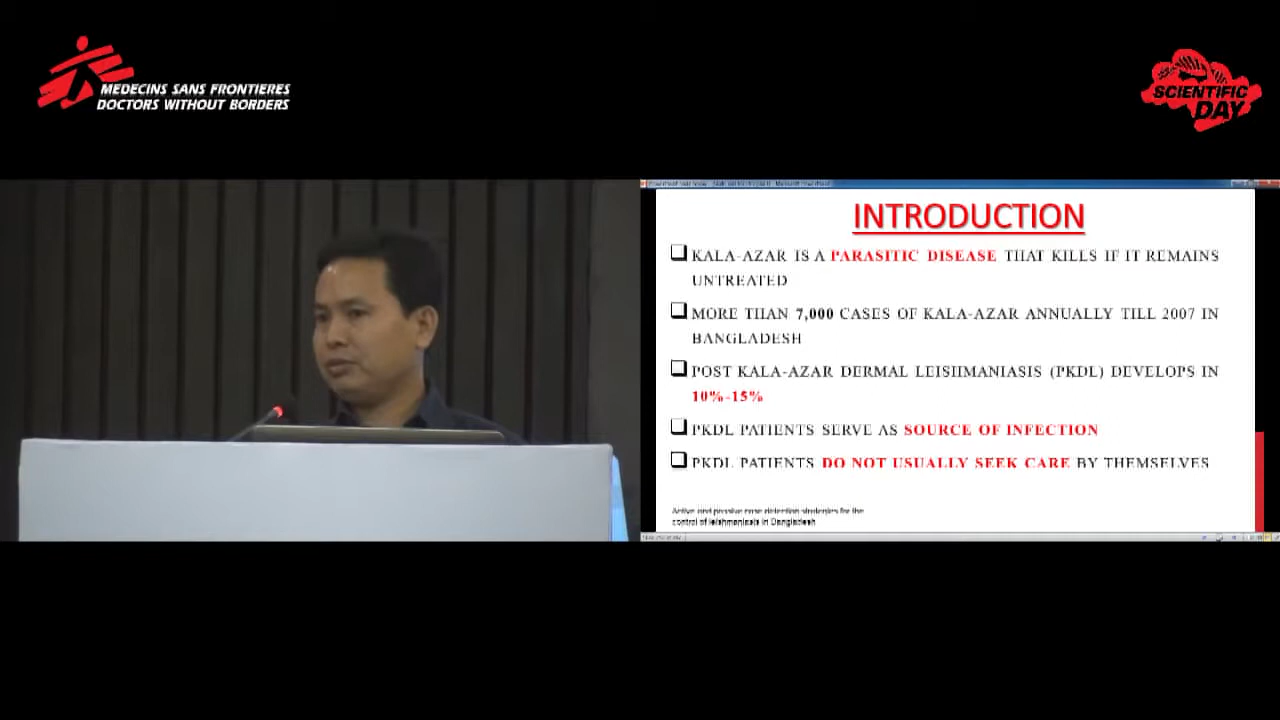 MEDECINS SANS FRONTIERES
DOCTORS WITHOUT BORDERS
SCIENTIFIC
DAY
INTRODUCTION
KALA-AZAR IS A PARASITIC DISEASE THAT KILLS IF IT REMAINS
UNTREATED
MORE THAN 7,000 CASES OF KALA-AZAR ANNUALLY TILL 2007 IN
BANGLADESH
POST KALA-AZAR DERMAL LEISHMANIASIS (PKDL) DEVELOPS IN
10%-15%
PKDL PATIENTS SERVE AS SOURCE OF INFECTION
PKDL PATIENTS DO NOT USUALLY SEEK CARE BY THEMSELVES
Active and passive case detection strategies for the
control of leishmaniasis in Bangladesh